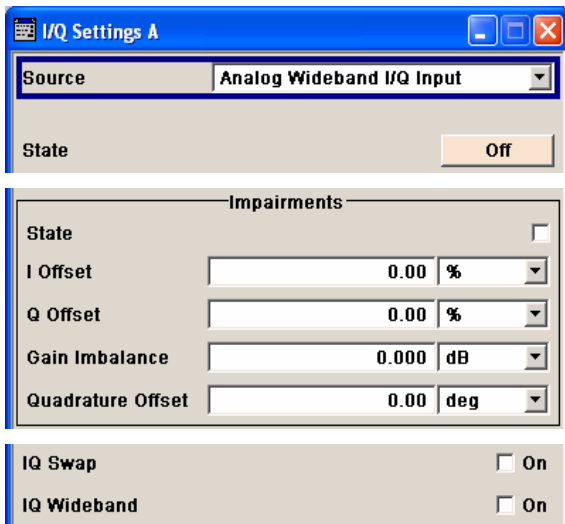 I/Q Settings A
Source Analog Wideband I/Q Input
State Off
Impairments
State
I Offset 0.00 %
Q Offset 0.00 %
Gain Imbalance 0.000 dB
Quadrature Offset 0.00 deg
IQ Swap On
IQ Wideband On